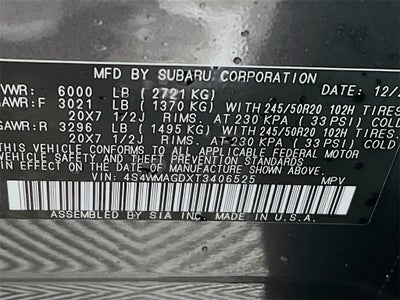 MFD BY SUBARU CORPORATION 12/
VWR: 6000 LB (2721 KG)
GAWR:F 3021 LB (1370 KG) WITH 245/50R20 102H TIRES
20X7 1/2J RIMS, AT 230 KPA (33 PSI) COLD
GAWR:R 3296 LB (1495 KG) WITH 245/50R20 102H TIRES
20X7 1/2J RIMS, AT 230 KPA (33 PSI) COLD
THIS VEHICLE CONFORMS TO ALL APPLICABLE FEDERAL MOTOR
VEHICLE SAFETY, AND THEFT PREVENTION STANDARDS
IN EFFECT ON THE DATE OF MANUFACTURE SHOWN ABOVE.
VIN: 4S4WMAGDXT3406525 MPV
ASSEMBLED BY SIA INC. MADE IN U.S.A.